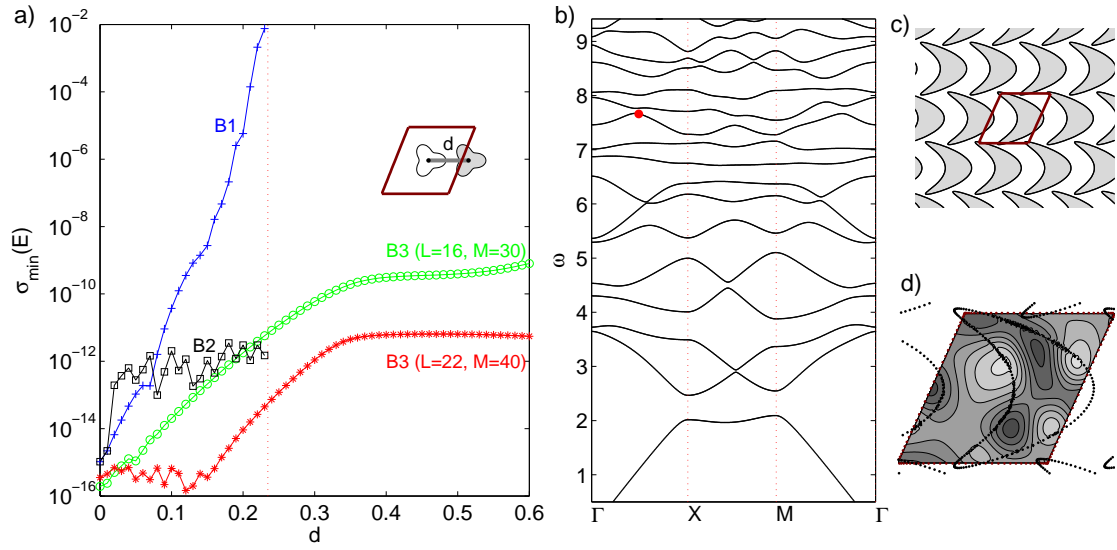 a)
b)
c)
d)
10^−2
10^−4
10^−6
10^−8
10^−10
10^−12
10^−14
10^−16
σ_min(E)
0
0.1
0.2
0.3
0.4
0.5
0.6
d
B1
B2
B3 (L=16, M=30)
B3 (L=22, M=40)
d
9
8
7
6
5
4
3
2
1
ω
Γ
X
M
Γ